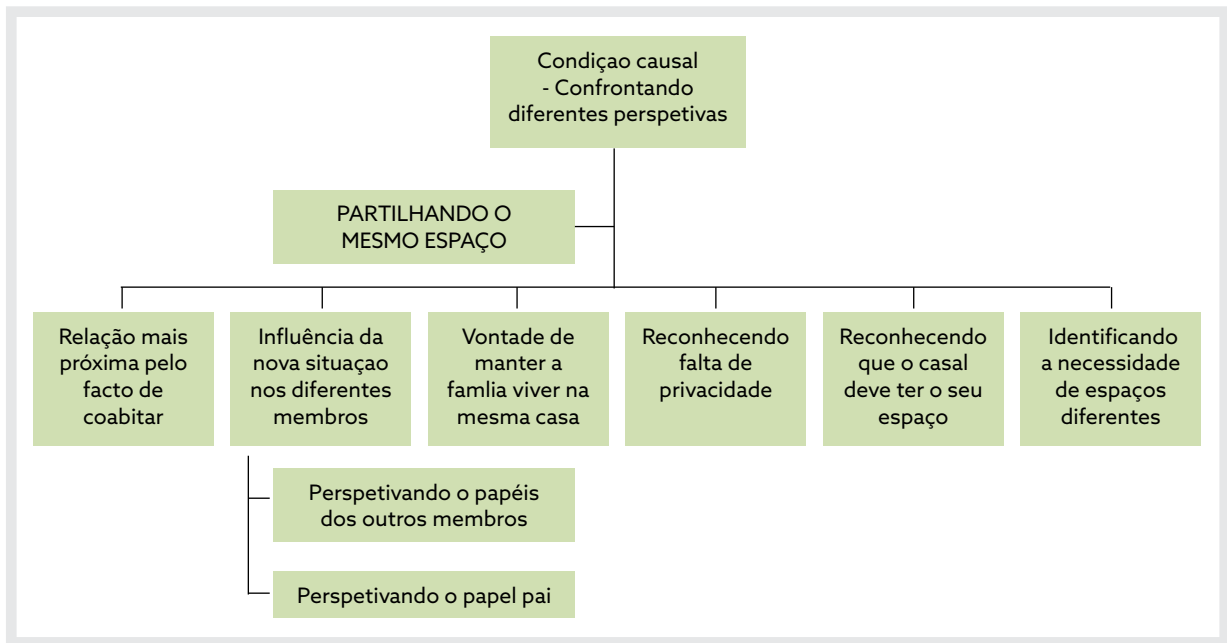 Condiçao causal
- Confrontando
diferentes perspetivas
PARTILHANDO O
MESMO ESPAÇO
Relação mais
próxima pelo
facto de
coabitar
Influência da
nova situaçao
nos diferentes
membros
Vontade de
manter a
famlia viver na
mesma casa
Reconhecendo
falta de
privacidade
Reconhecendo
que o casal
deve ter o seu
espaço
Identificando
a necessidade
de espaços
diferentes
Perspetivando o papéis
dos outros membros
Perspetivando o papel pai